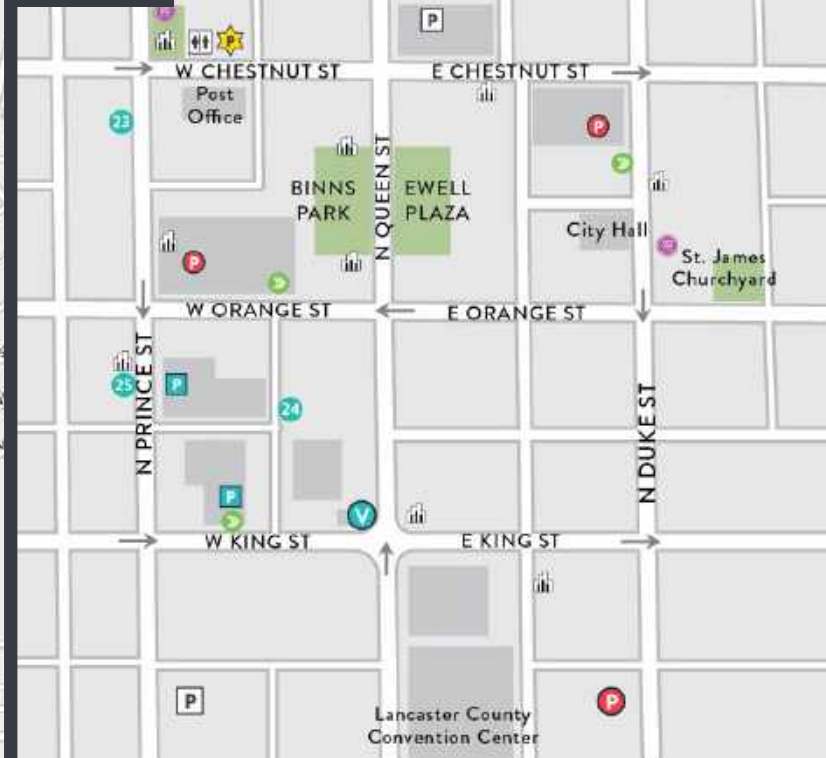 P
P
W CHESTNUT ST
E CHESTNUT ST
Post
Office
23
P
N QUEEN ST
BINNS
PARK
EWELL
PLAZA
City Hall
P
St. James
Churchyard
W ORANGE ST
E ORANGE ST
25
P
24
N PRINCE ST
N DUKE ST
P
V
W KING ST
E KING ST
P
P
Lancaster County
Convention Center